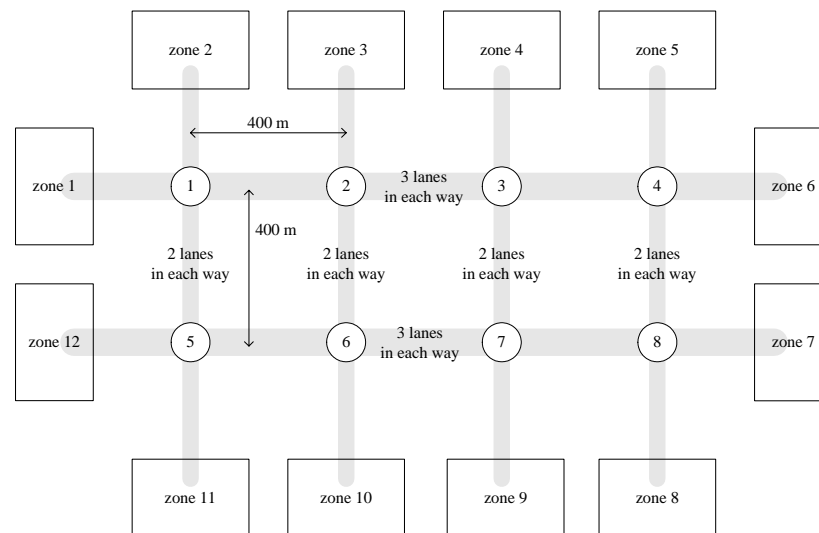 zone 2
zone 3
zone 4
zone 5
400 m
zone 1
1
2
3 lanes
in each way
3
4
zone 6
400 m
2 lanes
in each way
2 lanes
in each way
2 lanes
in each way
2 lanes
in each way
zone 12
5
6
3 lanes
in each way
7
8
zone 7
zone 11
zone 10
zone 9
zone 8